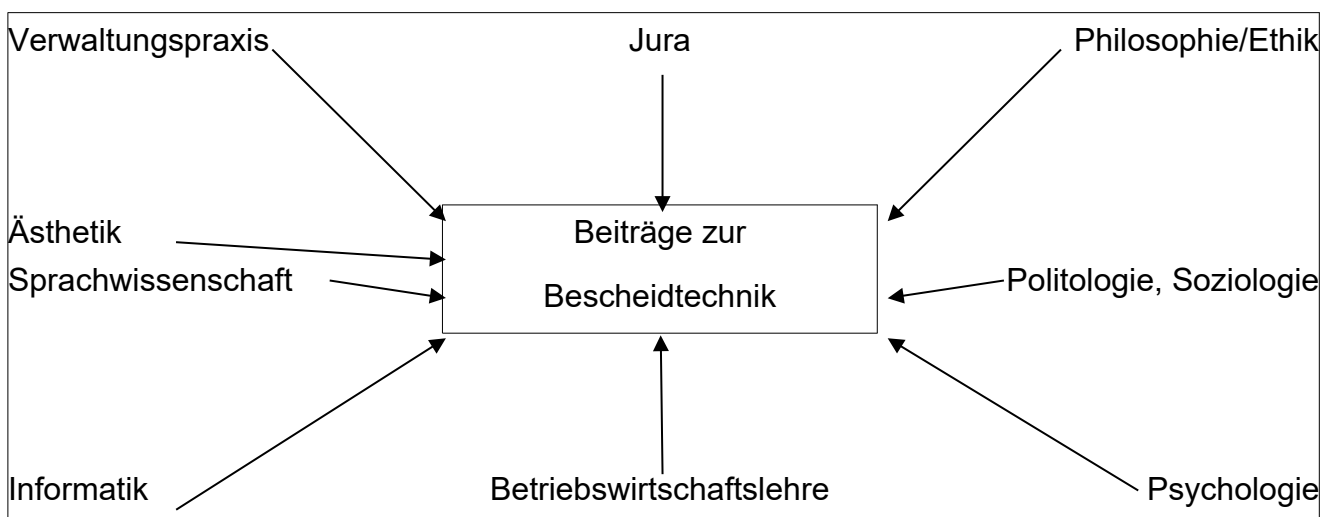 Verwaltungspraxis Jura Philosophie/Ethik
Ästhetik Beiträge zur
Sprachwissenschaft Bescheidtechnik Politologie, Soziologie
Informatik Betriebswirtschaftslehre Psychologie